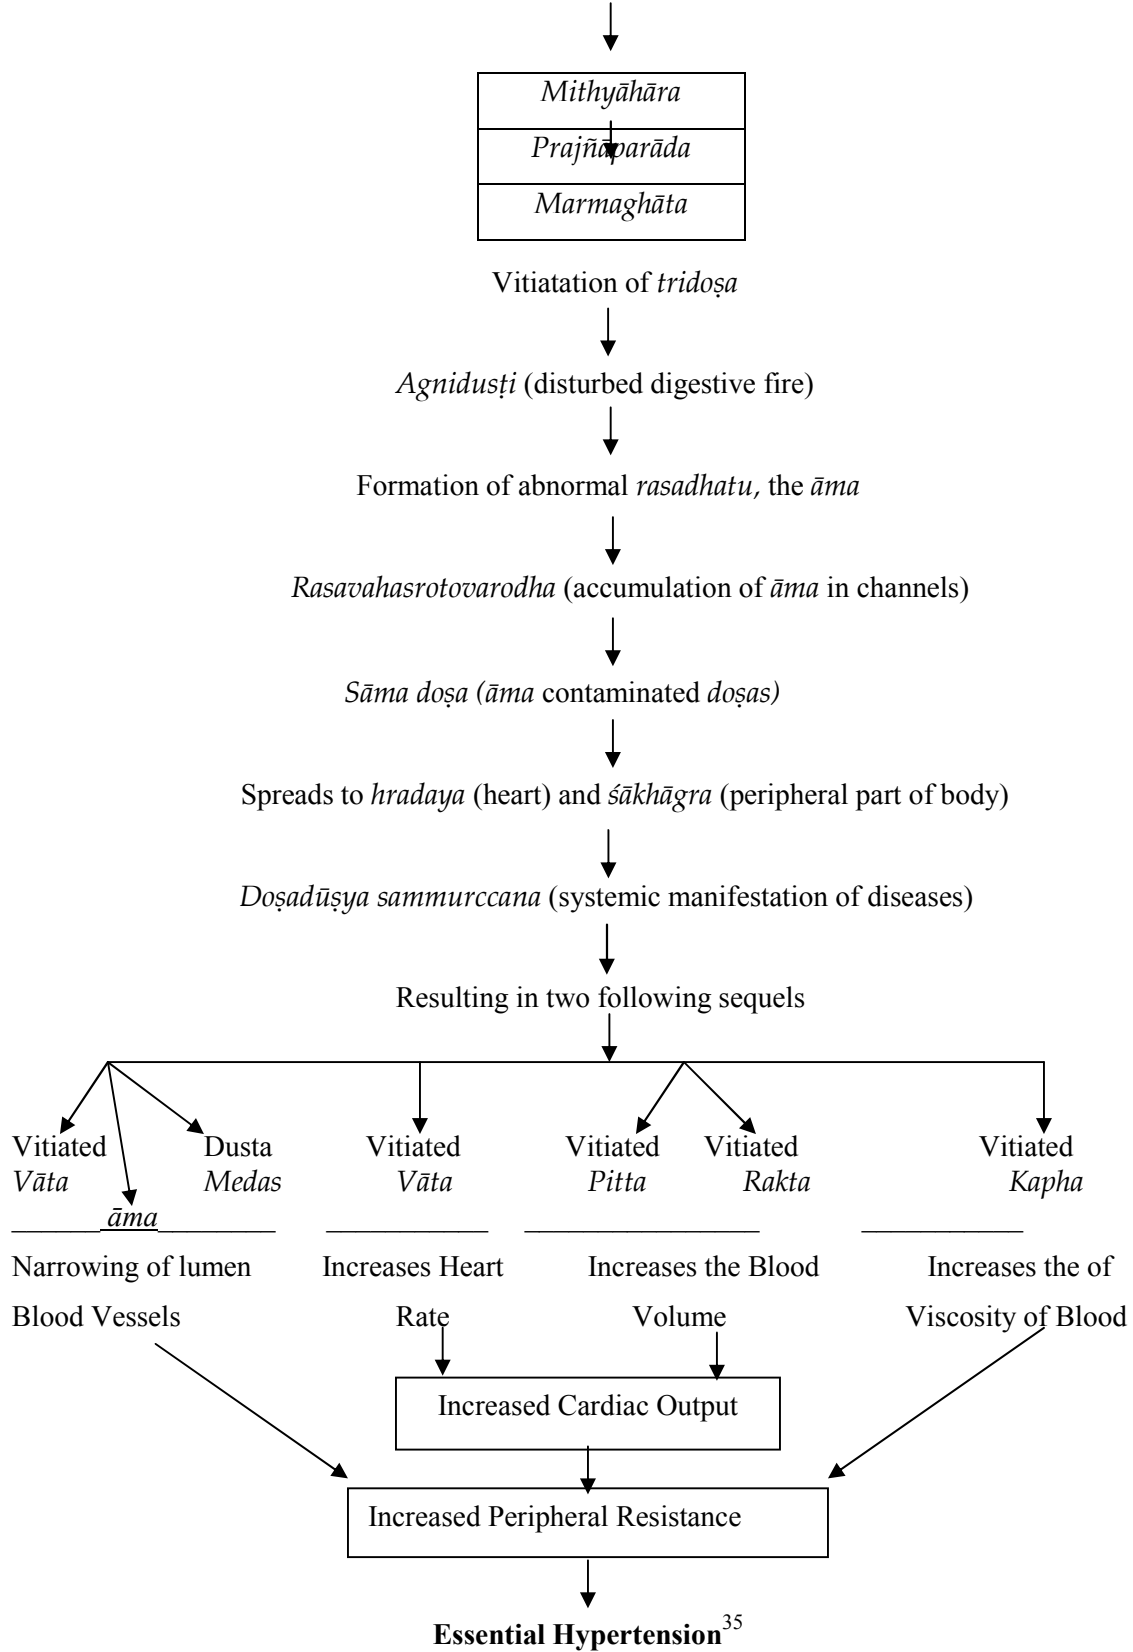 Mithyāhāra
Prajñāparāda
Marmaghāta
Vitiatation of tridoṣa
Agnidusṭi (disturbed digestive fire)
Formation of abnormal rasadhatu, the āma
Rasavahasrotovarodha (accumulation of āma in channels)
Sāma doṣa (āma contaminated doṣas)
Spreads to hradaya (heart) and śākhāgra (peripheral part of body)
Doṣadūṣya sammurccana (systemic manifestation of diseases)
Resulting in two following sequels
Vitiated Dusta Vitiated Vitiated Vitiated Vitiated
Vāta Medas Vāta Pitta Rakta Kapha
āma
Narrowing of lumen Increases Heart Increases the Blood Increases the of
Blood Vessels Rate Volume Viscosity of Blood
Increased Cardiac Output
Increased Peripheral Resistance
Essential Hypertension35